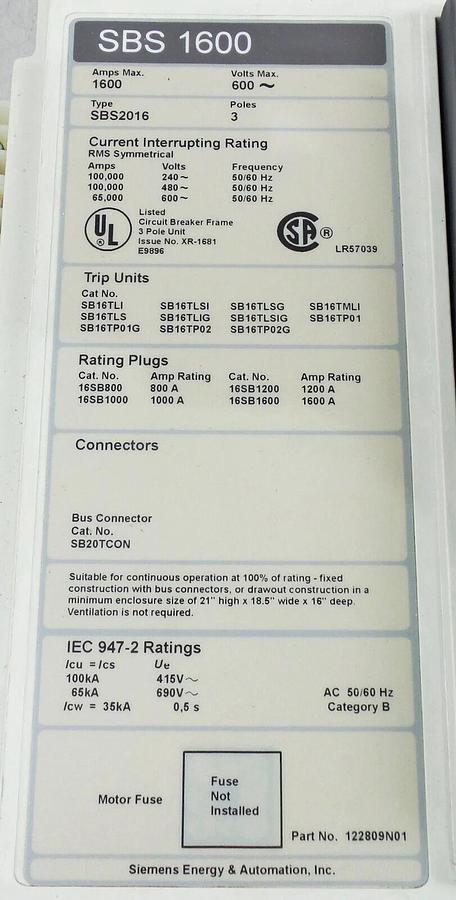 SBS 1600
Amps Max. Volts Max.
1600 600 ~
Type Poles
SBS2016 3
Current Interrupting Rating
RMS Symmetrical
Amps Volts Frequency
100,000 240~ 50/60 Hz
100,000 480~ 50/60 Hz
65,000 600~ 50/60 Hz
UL ®
Listed
Circuit Breaker Frame
3 Pole Unit
Issue No. XR-1681
E9896
SA ®
LR57039
Trip Units
Cat No.
SB16TLI SB16TLSI SB16TLSG SB16TMLI
SB16TLS SB16TLIG SB16TLSIG SB16TP01
SB16TP01G SB16TP02 SB16TP02G
Rating Plugs
Cat. No. Amp Rating Cat. No. Amp Rating
16SB800 800 A 16SB1200 1200 A
16SB1000 1000 A 16SB1600 1600 A
Connectors
Bus Connector
Cat. No.
SB20TCON
Suitable for continuous operation at 100% of rating - fixed
construction with bus connectors, or drawout construction in a
minimum enclosure size of 21" high x 18.5" wide x 16" deep.
Ventilation is not required.
IEC 947-2 Ratings
Icu = Ics Ue
100kA 415V~
65kA 690V~ AC 50/60 Hz
Icw = 35kA 0,5 s Category B
Motor Fuse
Fuse
Not
Installed
Part No. 122809N01
Siemens Energy & Automation, Inc.